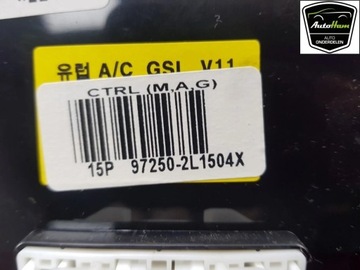 AutoHam
AUTO ONDERDELEN
유럽 A/C GSL V11
CTRL (M,A,G)
15P 97250-2L1504X